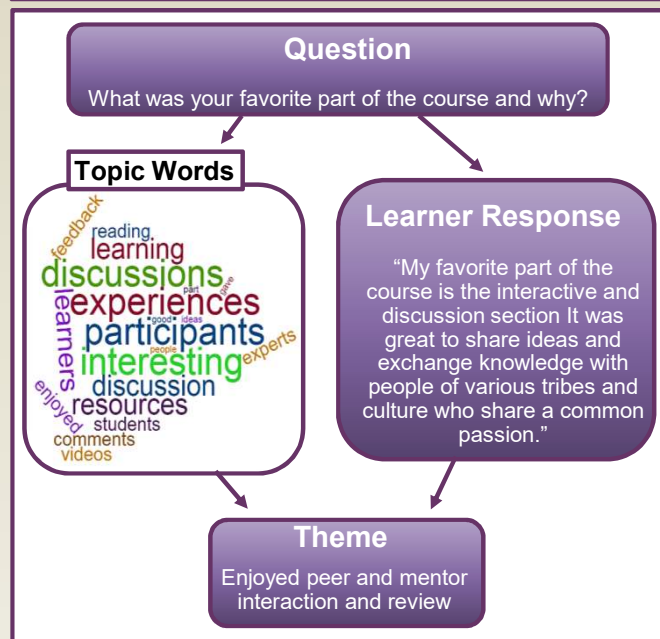 Question
What was your favorite part of the course and why?
Topic Words
feedback
reading
learning
discussions
part
gave
experiences
learners
participants
good
ideas
people
interesting
experts
discussion
enjoyed
resources
students
comments
videos
Learner Response
“My favorite part of the
course is the interactive and
discussion section It was
great to share ideas and
exchange knowledge with
people of various tribes and
culture who share a common
passion.”
Theme
Enjoyed peer and mentor
interaction and review